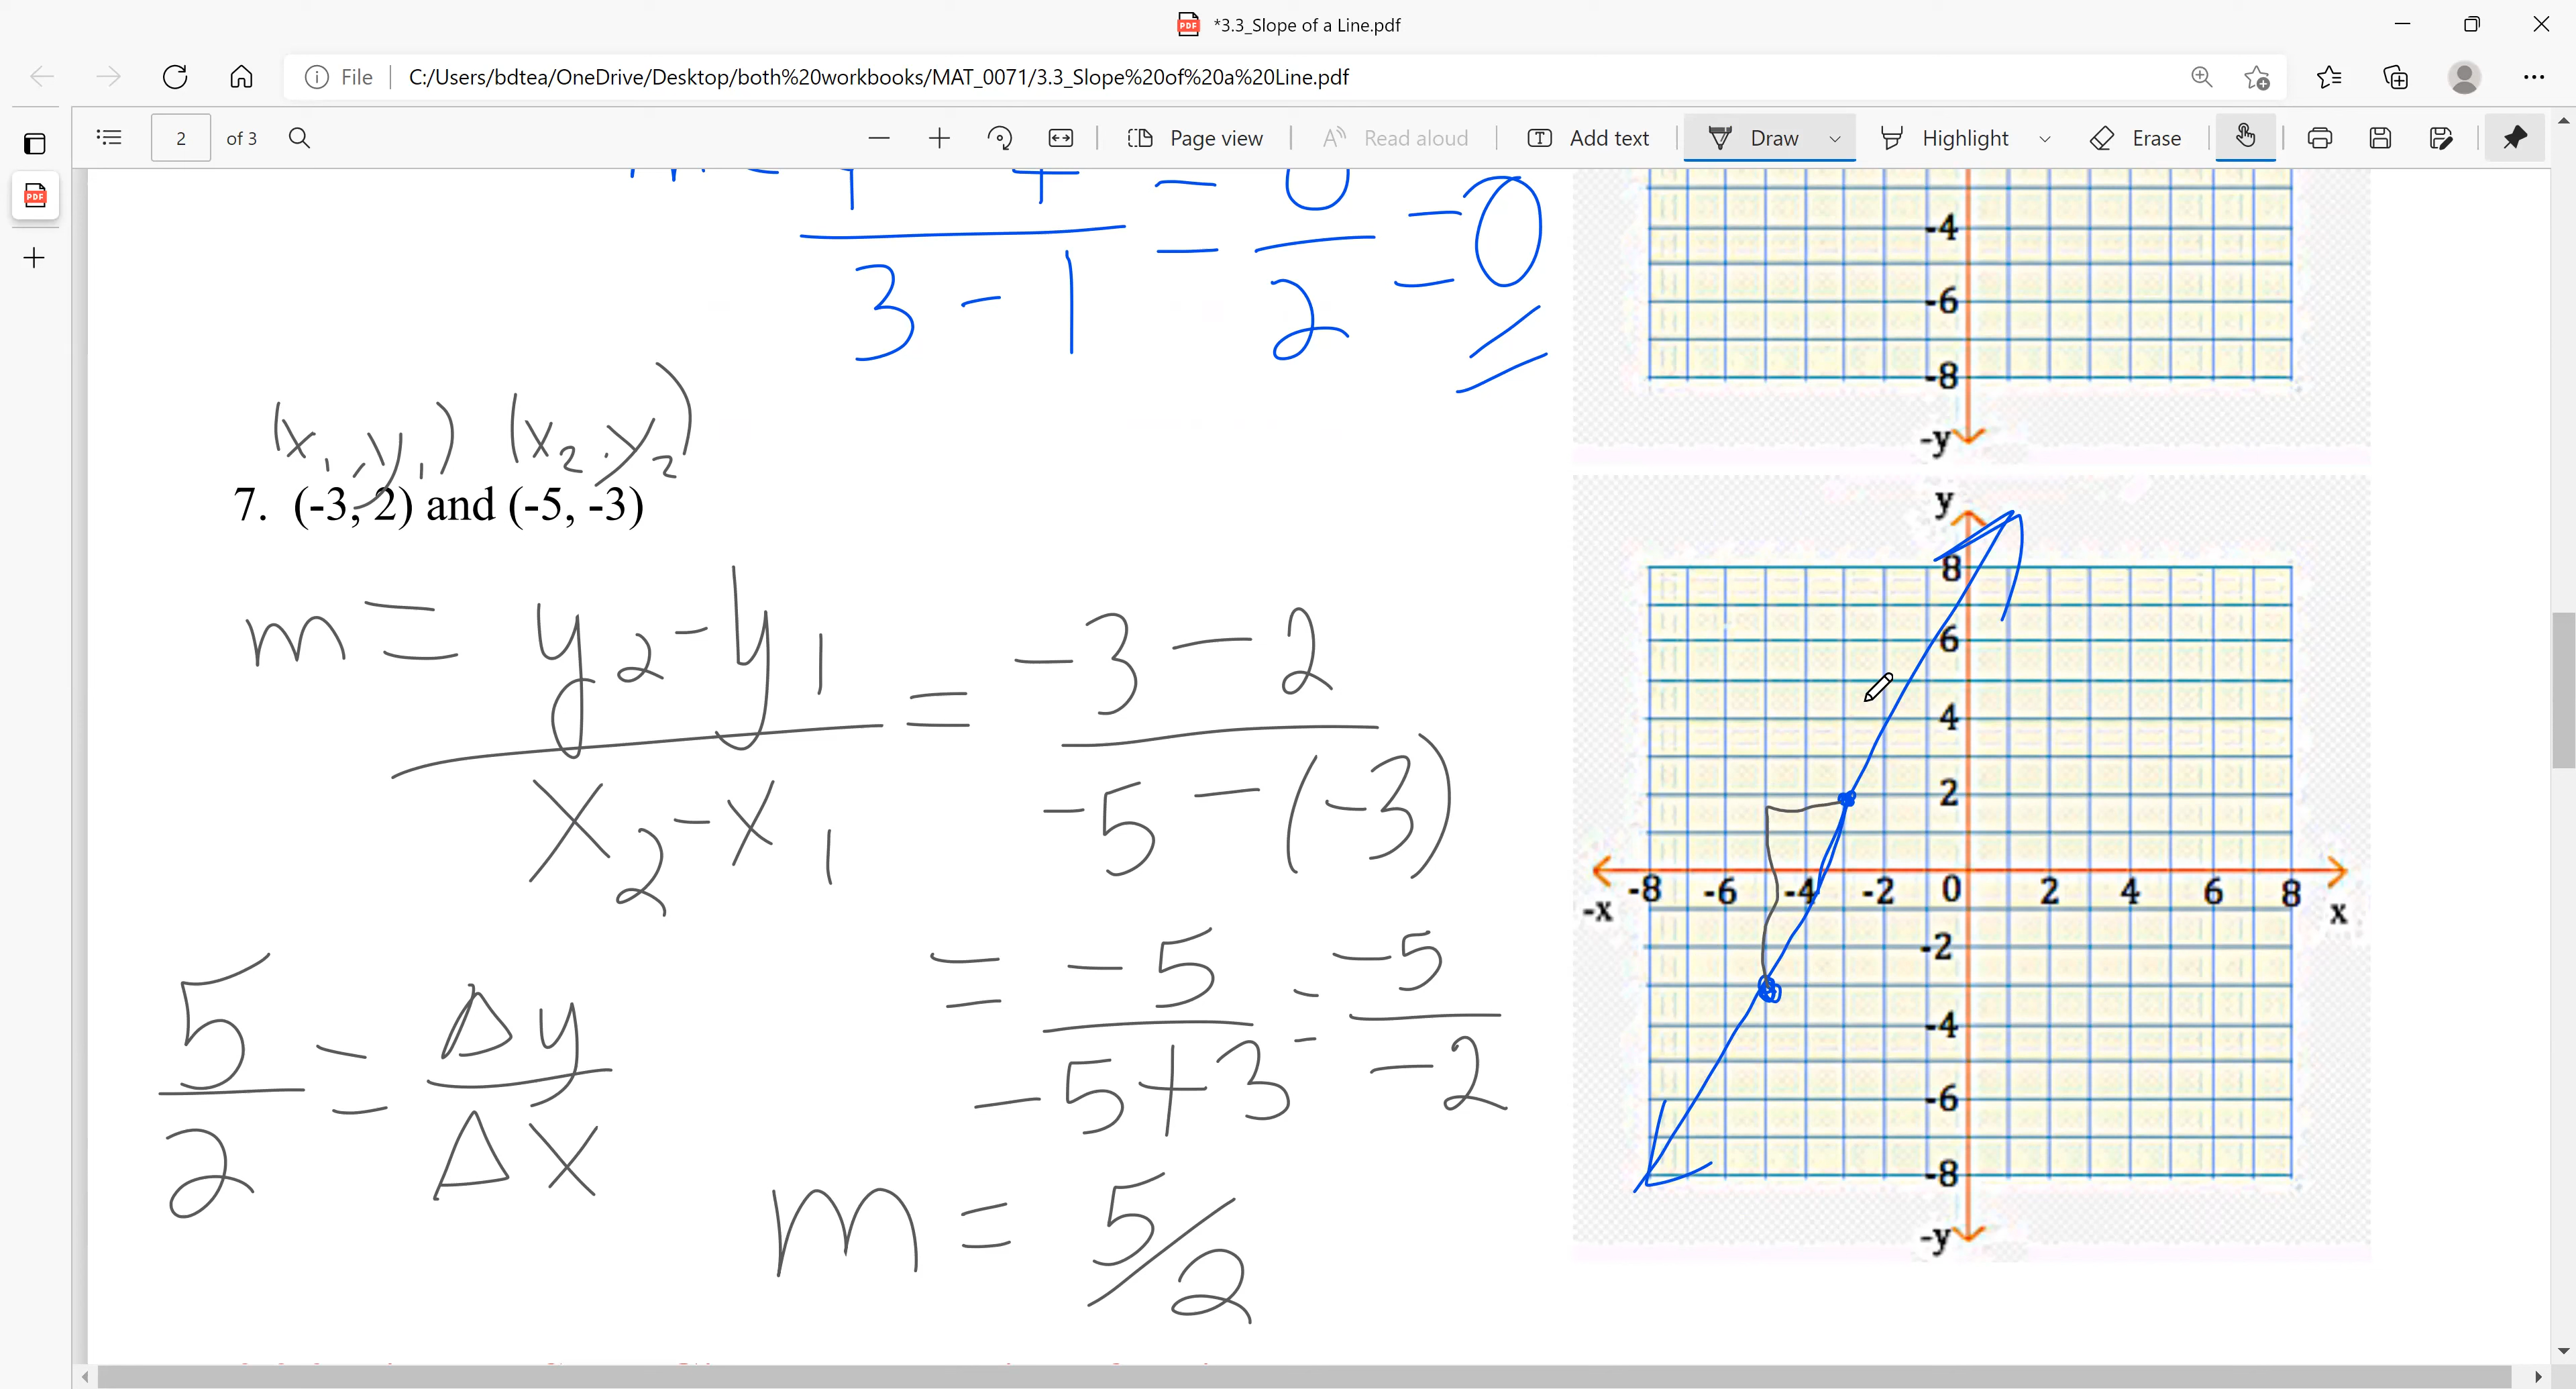 *3.3_Slope of a Line.pdf
File C:/Users/bdtea/OneDrive/Desktop/both%20workbooks/MAT_0071/3.3_Slope%20of%20a%20Line.pdf
2 of 3 Page view Read aloud Add text Draw Highlight Erase
= 0 = 0
3 - 1 2
-4
-6
-8
-y
(x1, y1) (x2, y2)
7. (-3, 2) and (-5, -3)
m = y2 - y1 = -3 - 2
x2 - x1 -5 - (-3)
= -5 = -5
-5 + 3 -2
5 = Δy
2 Δx
m = 5/2
y
8
6
4
2
-8 -6 -4 -2 0 2 4 6 8
-x x
-2
-4
-6
-8
-y